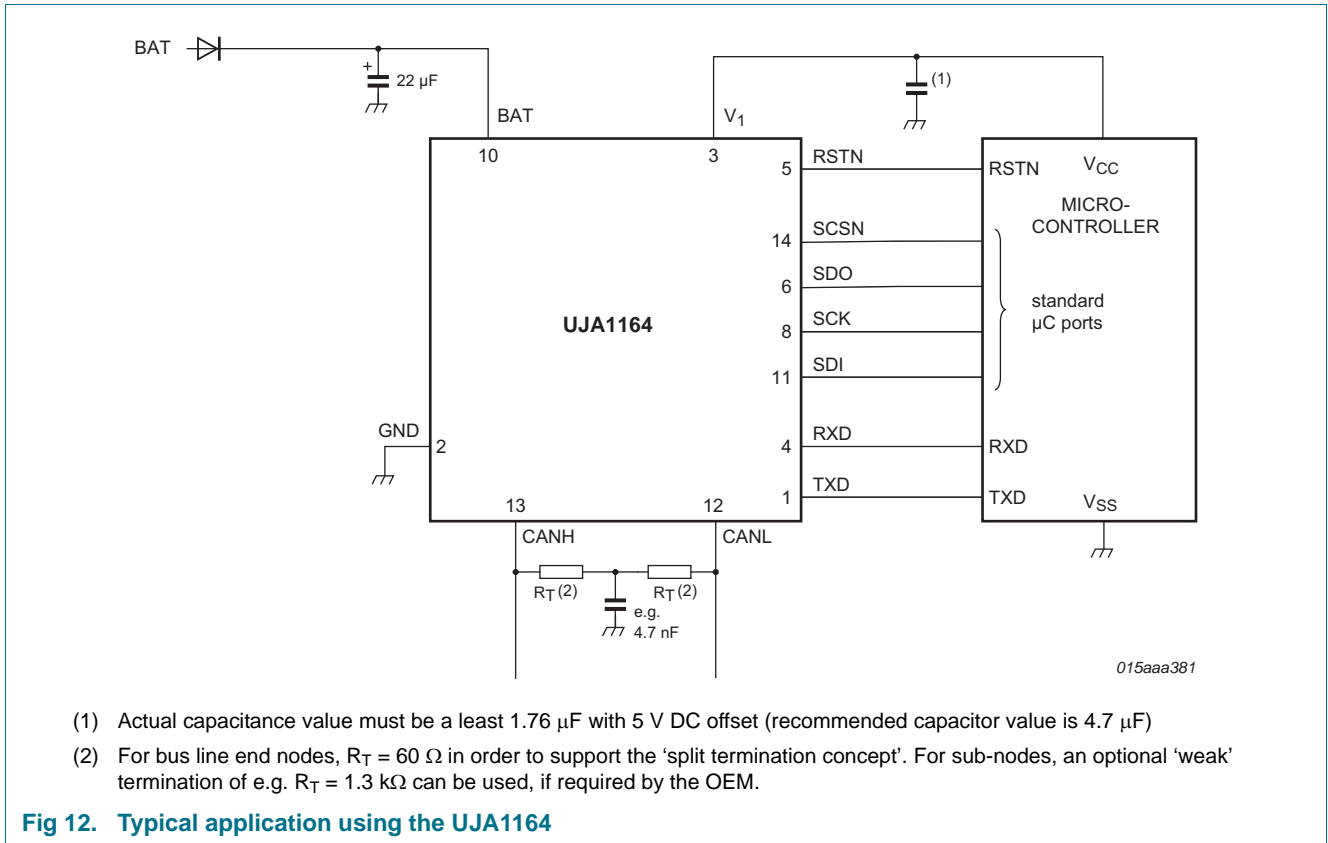 BAT
+
22 µF
(1)
BAT
V1
10
3
5
RSTN
RSTN
VCC
MICRO-
CONTROLLER
14
SCSN
6
SDO
standard
µC ports
UJA1164
8
SCK
11
SDI
GND
2
4
RXD
RXD
1
TXD
TXD
13
12
VSS
CANH
CANL
RT(2)
RT(2)
e.g.
4.7 nF
015aaa381
(1) Actual capacitance value must be a least 1.76 µF with 5 V DC offset (recommended capacitor value is 4.7 µF)
(2) For bus line end nodes, RT = 60 Ω in order to support the ‘split termination concept’. For sub-nodes, an optional ‘weak’
termination of e.g. RT = 1.3 kΩ can be used, if required by the OEM.
Fig 12. Typical application using the UJA1164